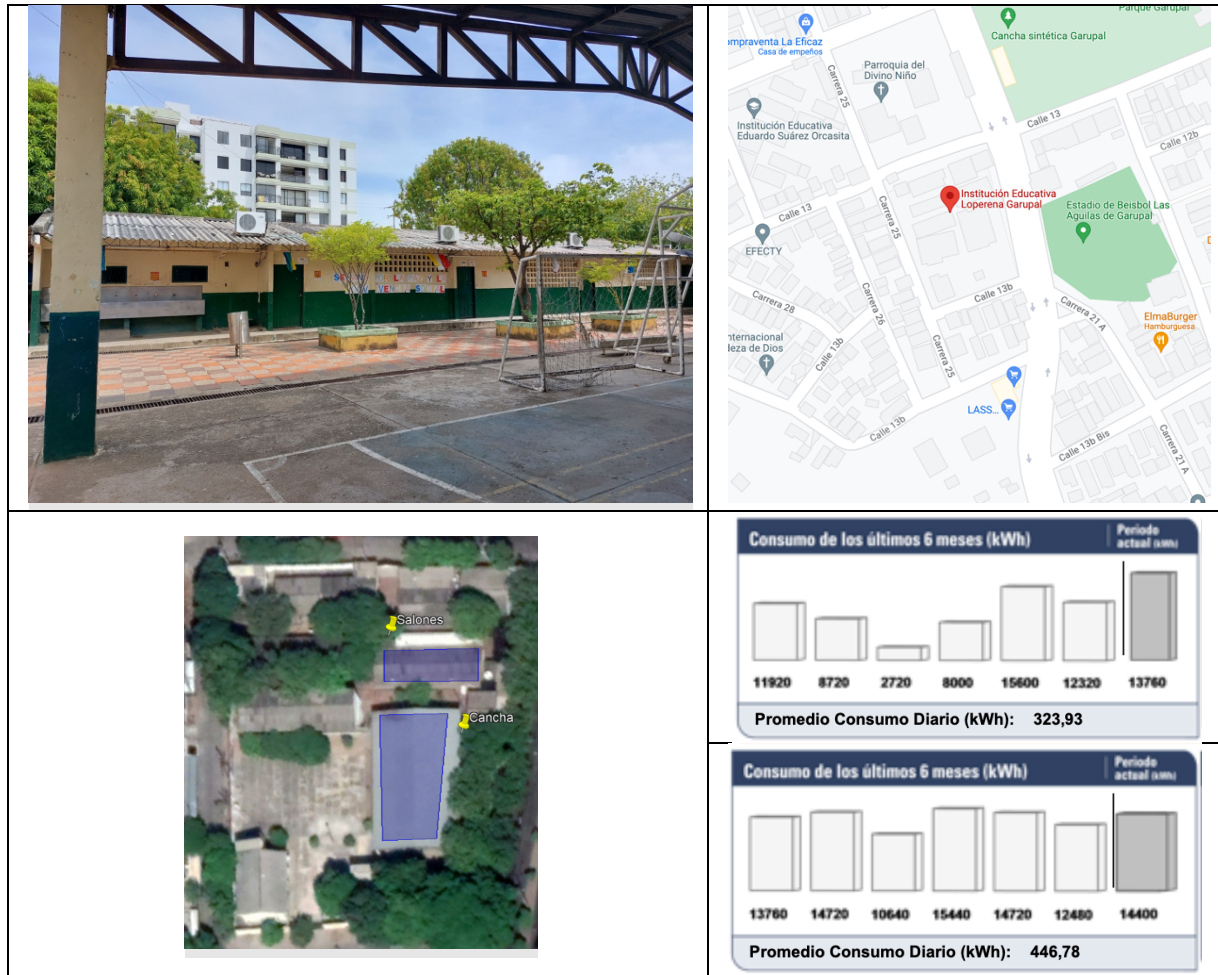 Parque Garupal
Cancha sintética Garupal
ompraventa La Eficaz
Casa de empeños
Parroquia del
Divino Niño
Carrera 25
Calle 13
Institución Educativa
Eduardo Suárez Orcasita
Calle 12b
Institución Educativa
Loperena Garupal
Estadio de Beisbol Las
Aguilas de Garupal
Calle 13
Carrera 25
EFECTY
Calle 13b
Carrera 28
Carrera 26
Carrera 21 A
ElmaBurger
Hamburguesa
nternacional
leza de Dios
Calle 13b
Carrera 25
LASS...
Calle 13b
Calle 13b Bis
Carrera 21 A
Salones
Cancha
Consumo de los últimos 6 meses (kWh)
Periodo
actual (kWh)
11920 8720 2720 8000 15600 12320 13760
Promedio Consumo Diario (kWh): 323,93
Consumo de los últimos 6 meses (kWh)
Periodo
actual (kWh)
13760 14720 10640 15440 14720 12480 14400
Promedio Consumo Diario (kWh): 446,78